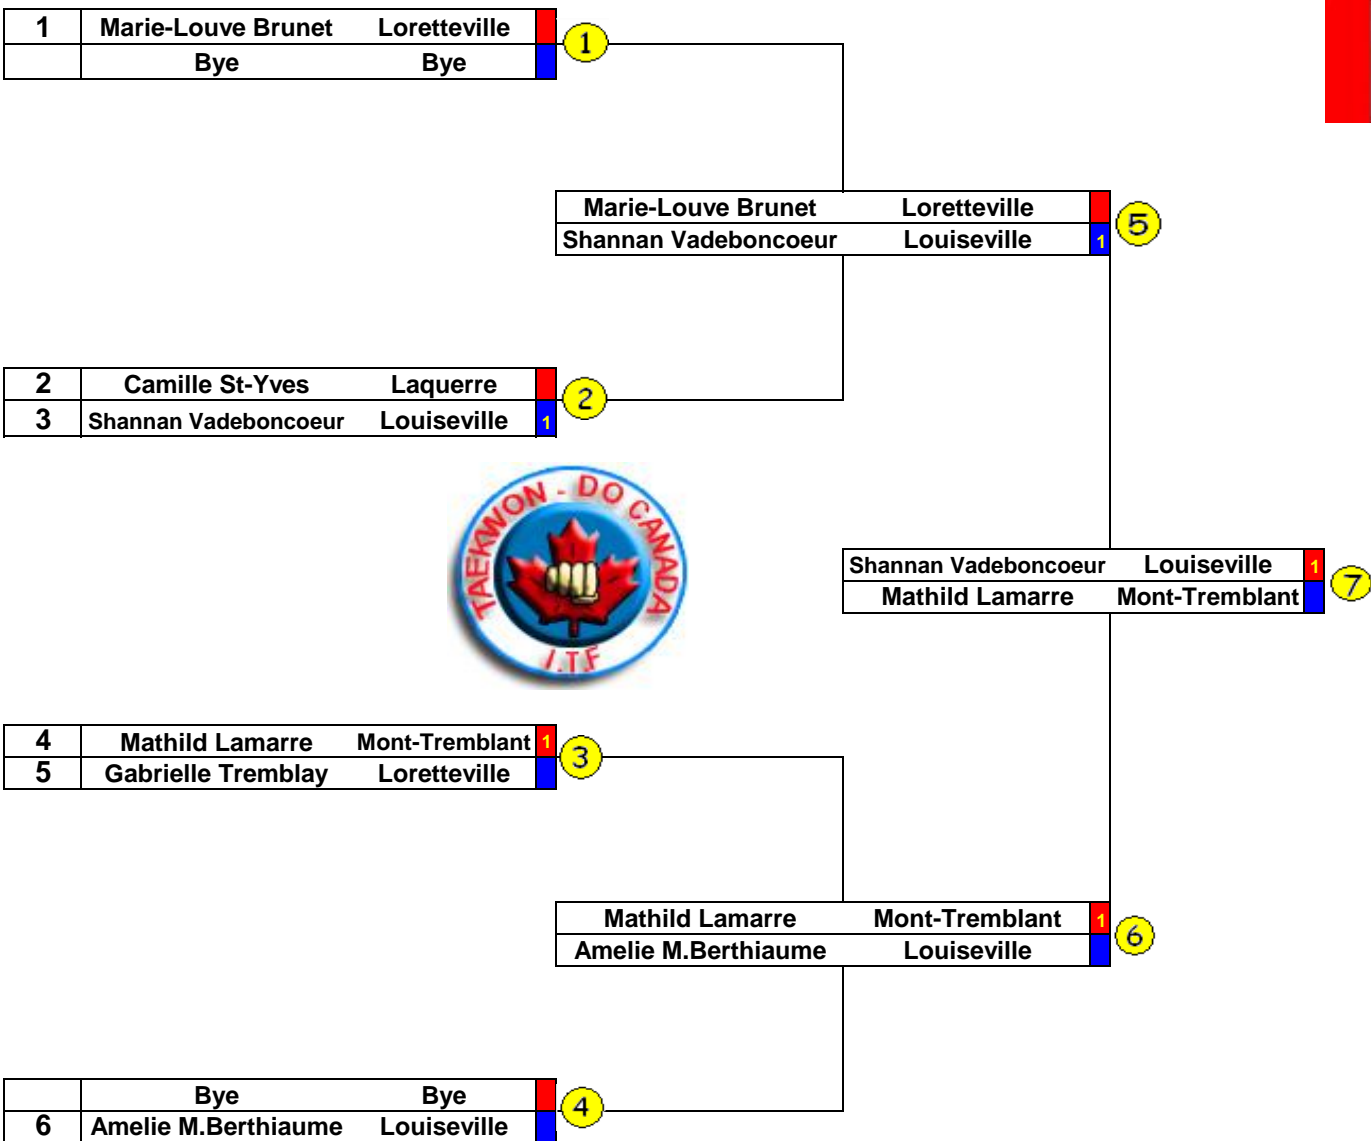 1 Marie-Louve Brunet Loretteville
Bye Bye
1
Marie-Louve Brunet Loretteville
Shannan Vadeboncoeur Louiseville 1
5
2 Camille St-Yves Laquerre
3 Shannan Vadeboncoeur Louiseville 1
2
TAEKWON - DO CANADA
I.T.F
Shannan Vadeboncoeur Louiseville 1
Mathild Lamarre Mont-Tremblant
7
4 Mathild Lamarre Mont-Tremblant 1
5 Gabrielle Tremblay Loretteville
3
Mathild Lamarre Mont-Tremblant 1
Amelie M.Berthiaume Louiseville
6
Bye Bye
6 Amelie M.Berthiaume Louiseville
4